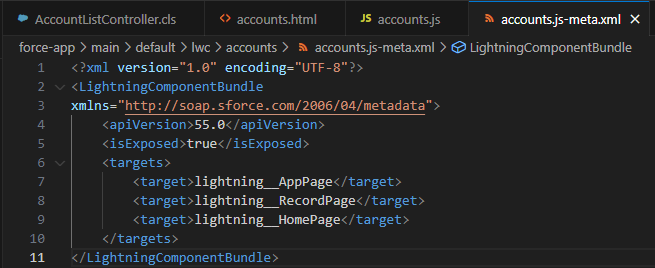 AccountListController.cls
accounts.html
JS accounts.js
accounts.js-meta.xml
force-app > main > default > lwc > accounts > accounts.js-meta.xml > LightningComponentBundle
1 <?xml version="1.0" encoding="UTF-8"?>
2 <LightningComponentBundle
3 xmlns="http://soap.sforce.com/2006/04/metadata">
4 <apiVersion>55.0</apiVersion>
5 <isExposed>true</isExposed>
6 <targets>
7 <target>lightning__AppPage</target>
8 <target>lightning__RecordPage</target>
9 <target>lightning__HomePage</target>
10 </targets>
11 </LightningComponentBundle>